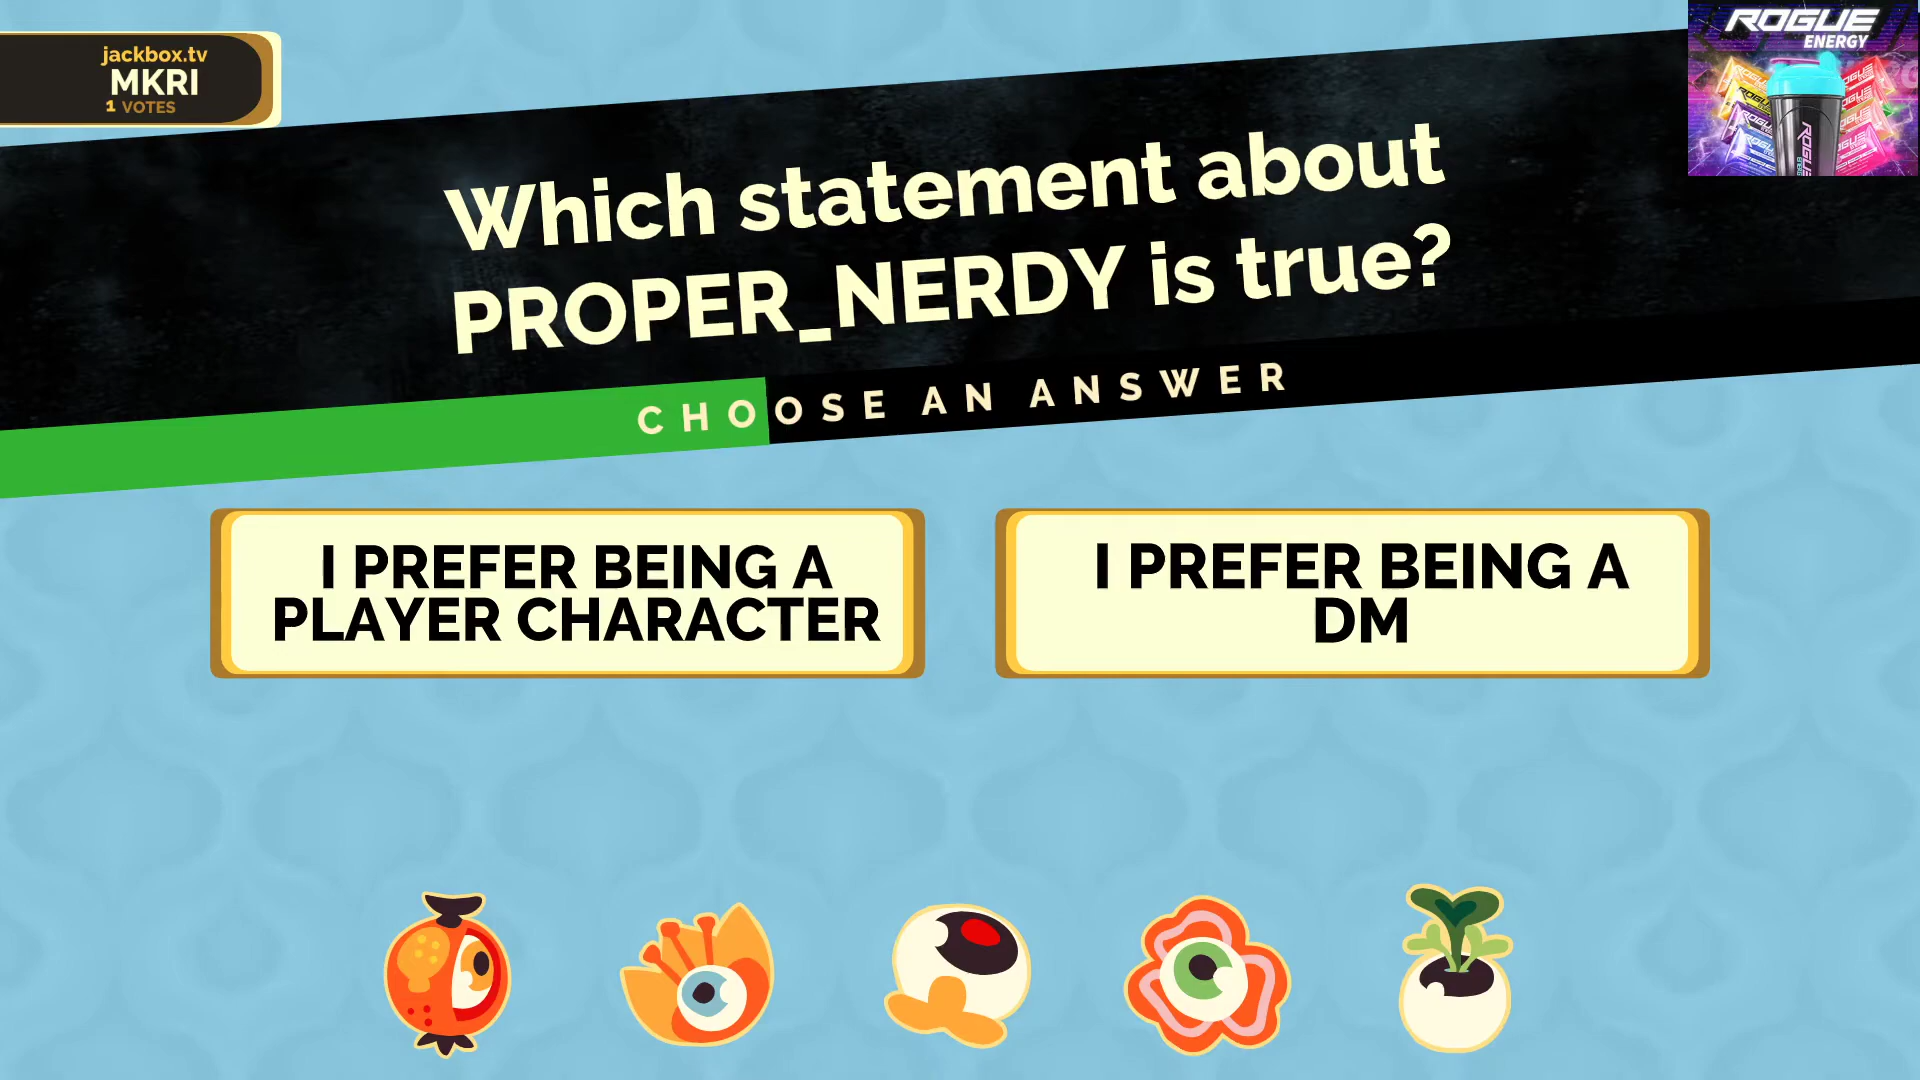 jackbox.tv
MKRI
1 VOTES
ROGUE
ENERGY
Which statement about
PROPER_NERDY is true?
CHOOSE AN ANSWER
I PREFER BEING A
PLAYER CHARACTER
I PREFER BEING A
DM